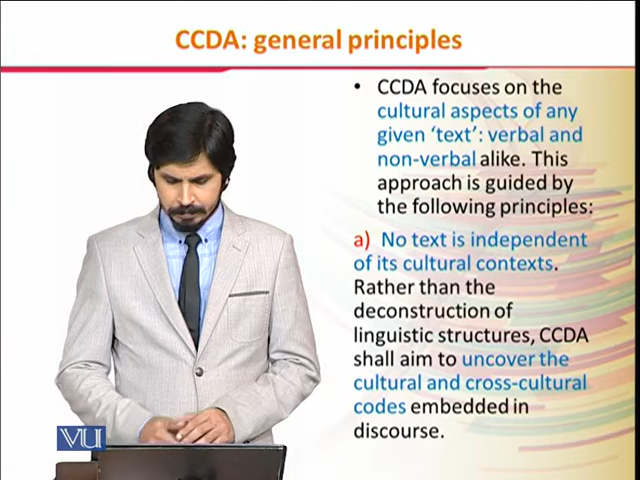 CCDA: general principles
• CCDA focuses on the
cultural aspects of any
given ‘text’: verbal and
non-verbal alike. This
approach is guided by
the following principles:
a) No text is independent
of its cultural contexts.
Rather than the
deconstruction of
linguistic structures, CCDA
shall aim to uncover the
cultural and cross-cultural
codes embedded in
discourse.
VU